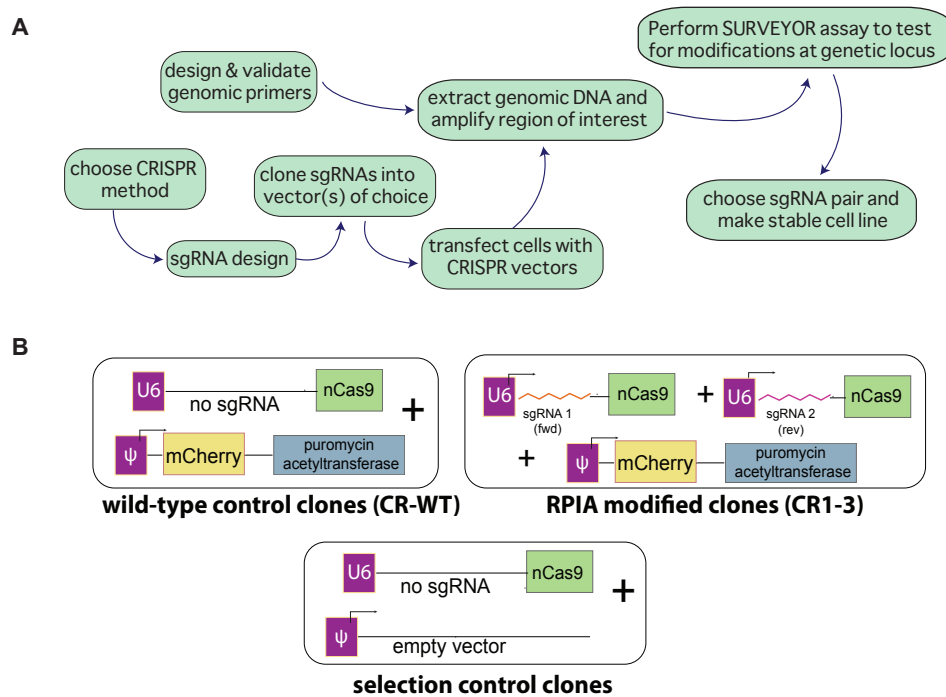 A
design & validate
genomic primers
choose CRISPR
method
sgRNA design
clone sgRNAs into
vector(s) of choice
transfect cells with
CRISPR vectors
extract genomic DNA and
amplify region of interest
Perform SURVEYOR assay to test
for modifications at genetic locus
choose sgRNA pair and
make stable cell line
B
U6
no sgRNA
nCas9
+
ψ
mCherry
puromycin
acetyltransferase
wild-type control clones (CR-WT)
U6
sgRNA 1
(fwd)
nCas9
+
U6
sgRNA 2
(rev)
nCas9
+
ψ
mCherry
puromycin
acetyltransferase
RPIA modified clones (CR1-3)
U6
no sgRNA
nCas9
+
ψ
empty vector
selection control clones